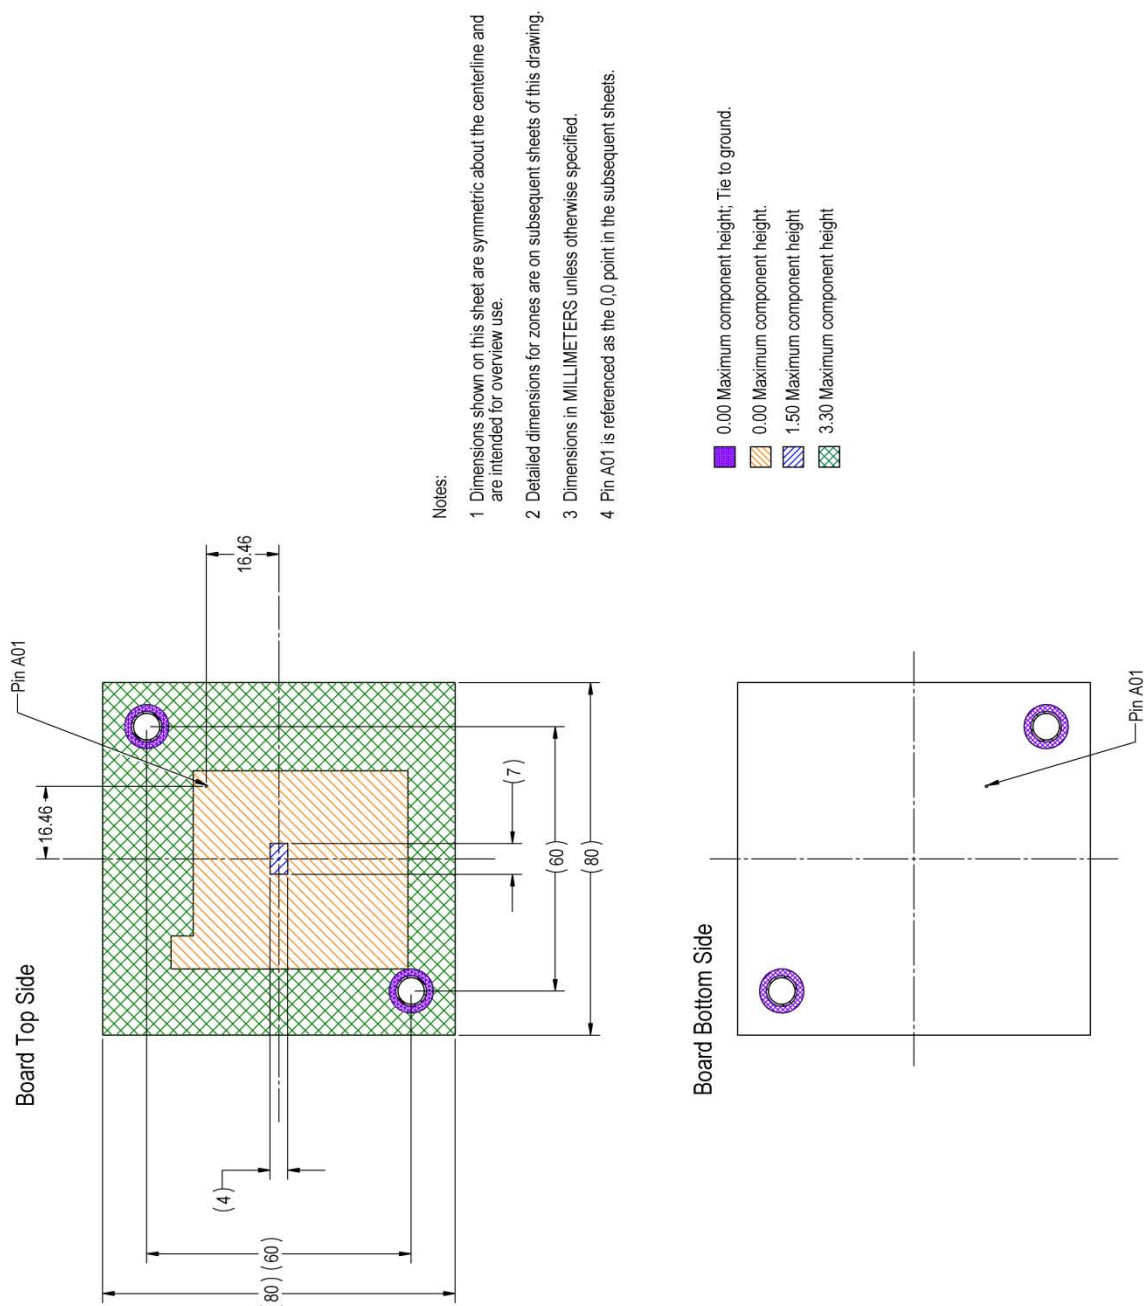 Board Top Side
Pin A01
16.46
16.46
( 7 )
( 60 )
( 80 )
( 4 )
( 60 )
80 )
Board Bottom Side
Pin A01
Notes:
1 Dimensions shown on this sheet are symmetric about the centerline and
are intended for overview use.
2 Detailed dimensions for zones are on subsequent sheets of this drawing.
3 Dimensions in MILLIMETERS unless otherwise specified.
4 Pin A01 is referenced as the 0,0 point in the subsequent sheets.
0.00 Maximum component height; Tie to ground.
0.00 Maximum component height.
1.50 Maximum component height
3.30 Maximum component height